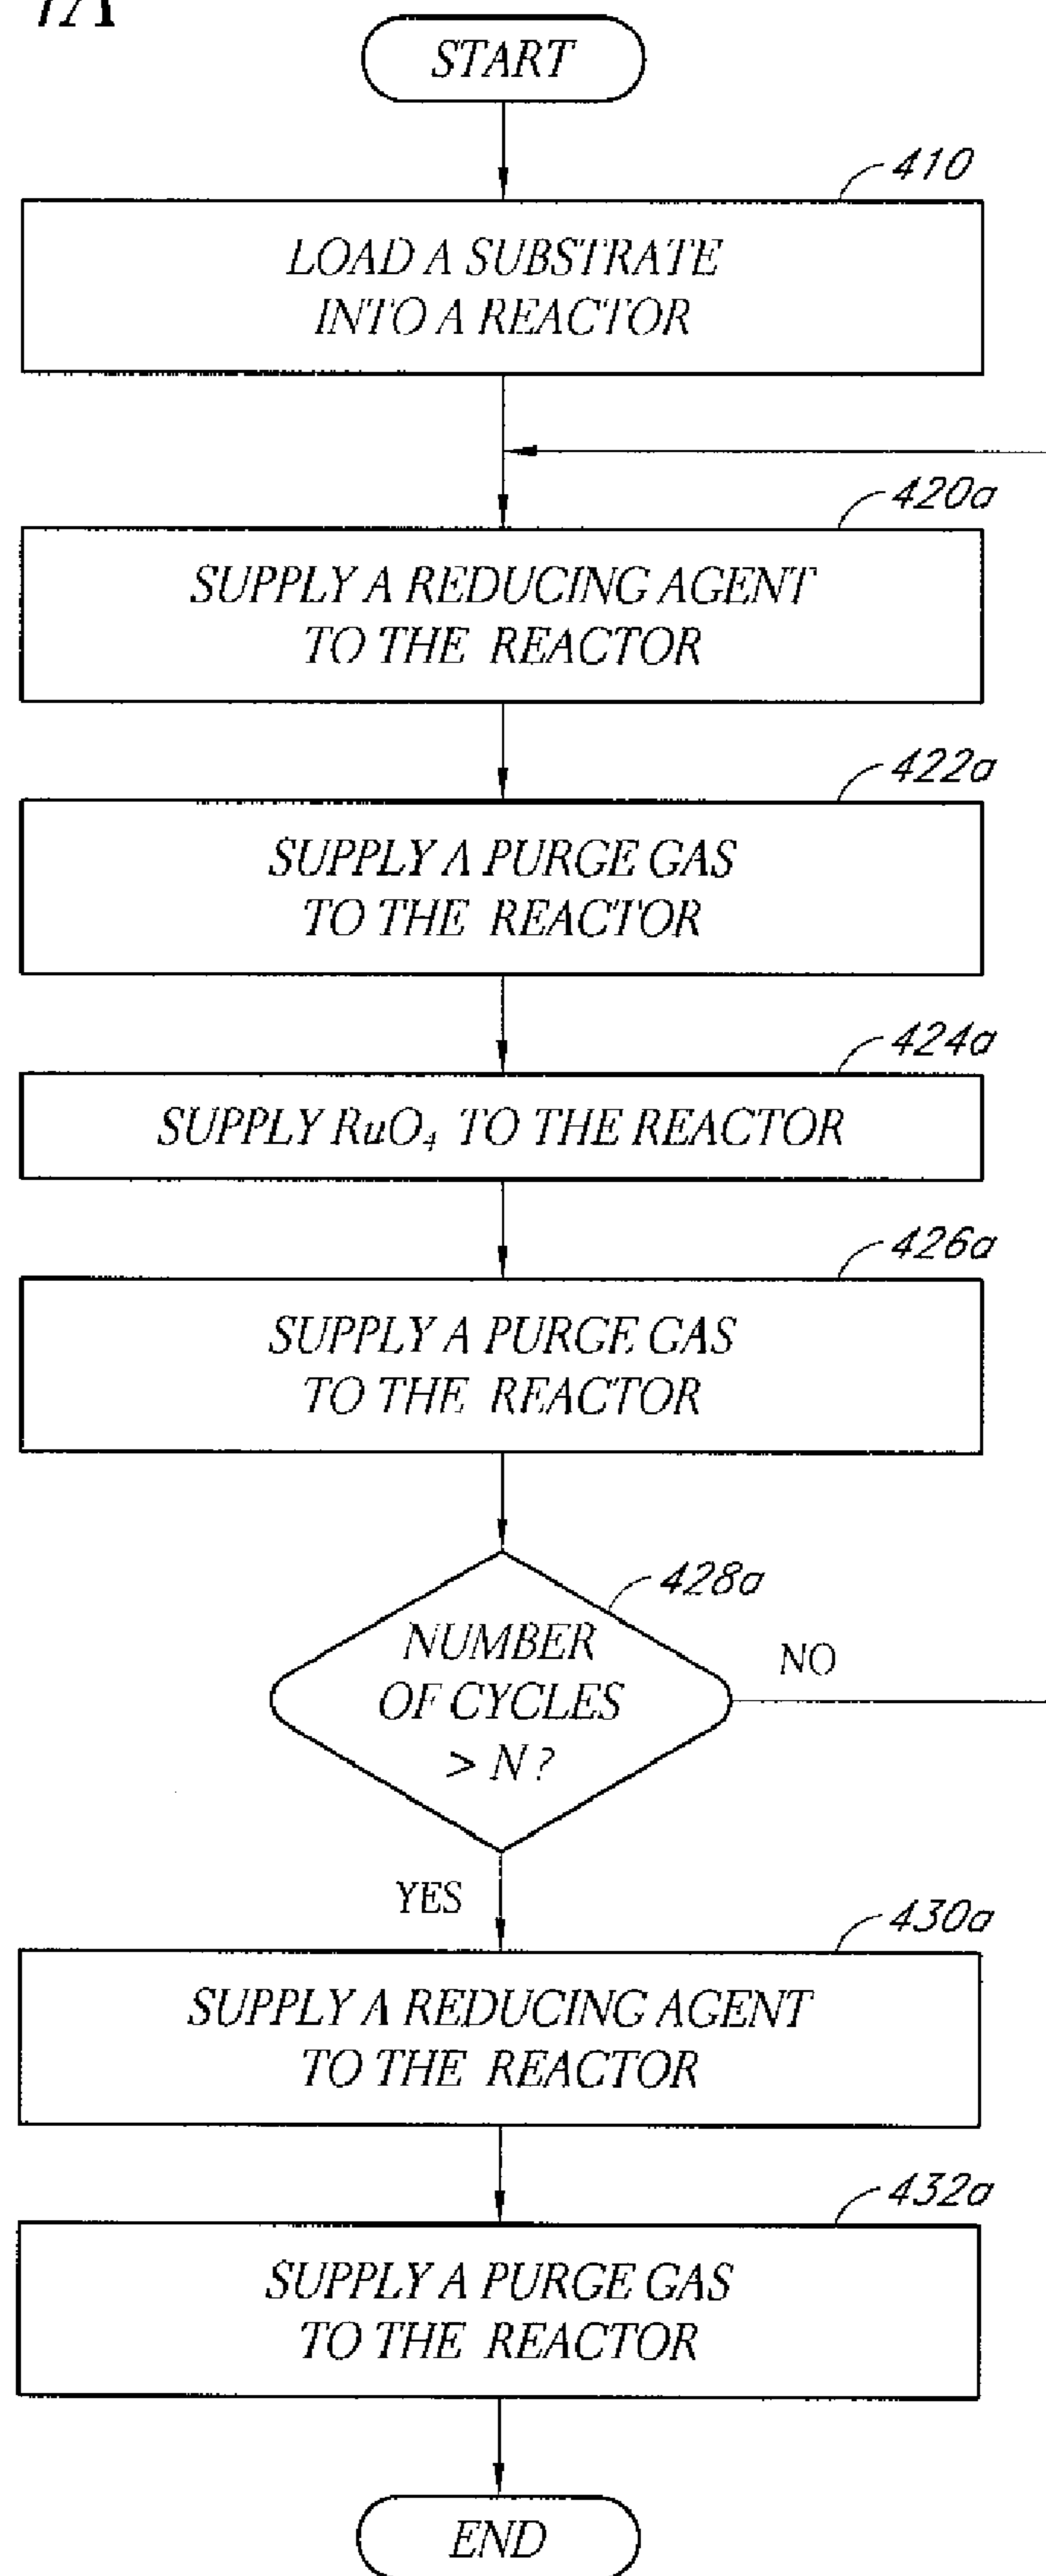 START
410
LOAD A SUBSTRATE
INTO A REACTOR
420a
SUPPLY A REDUCING AGENT
TO THE REACTOR
422a
SUPPLY A PURGE GAS
TO THE REACTOR
424a
SUPPLY RuO₄ TO THE REACTOR
426a
SUPPLY A PURGE GAS
TO THE REACTOR
428a
NUMBER
OF CYCLES
> N?
NO
YES
430a
SUPPLY A REDUCING AGENT
TO THE REACTOR
432a
SUPPLY A PURGE GAS
TO THE REACTOR
END